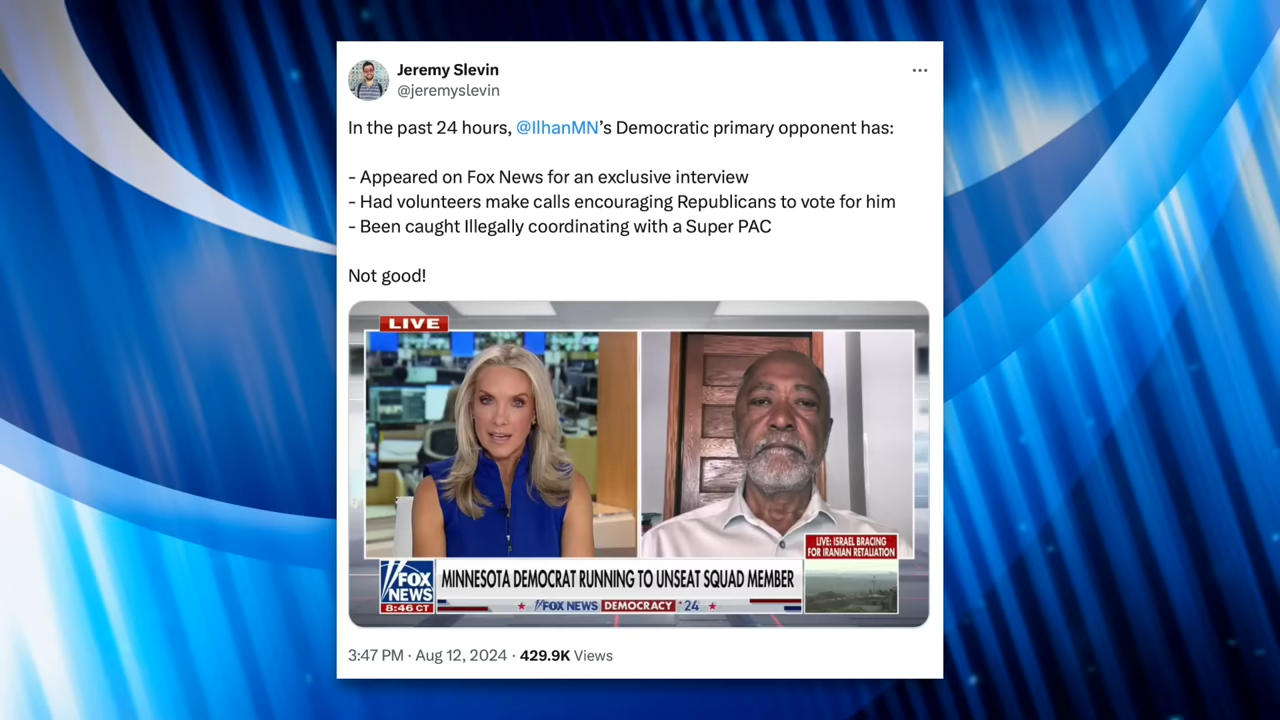 Jeremy Slevin
@jeremyslevin
In the past 24 hours, @IlhanMN's Democratic primary opponent has:
- Appeared on Fox News for an exclusive interview
- Had volunteers make calls encouraging Republicans to vote for him
- Been caught Illegally coordinating with a Super PAC
Not good!
LIVE
LIVE: ISRAEL BRACING
FOR IRANIAN RETALIATION
FOX
NEWS
8:46 CT
MINNESOTA DEMOCRAT RUNNING TO UNSEAT SQUAD MEMBER
FOX NEWS DEMOCRACY '24
3:47 PM · Aug 12, 2024 · 429.9K Views